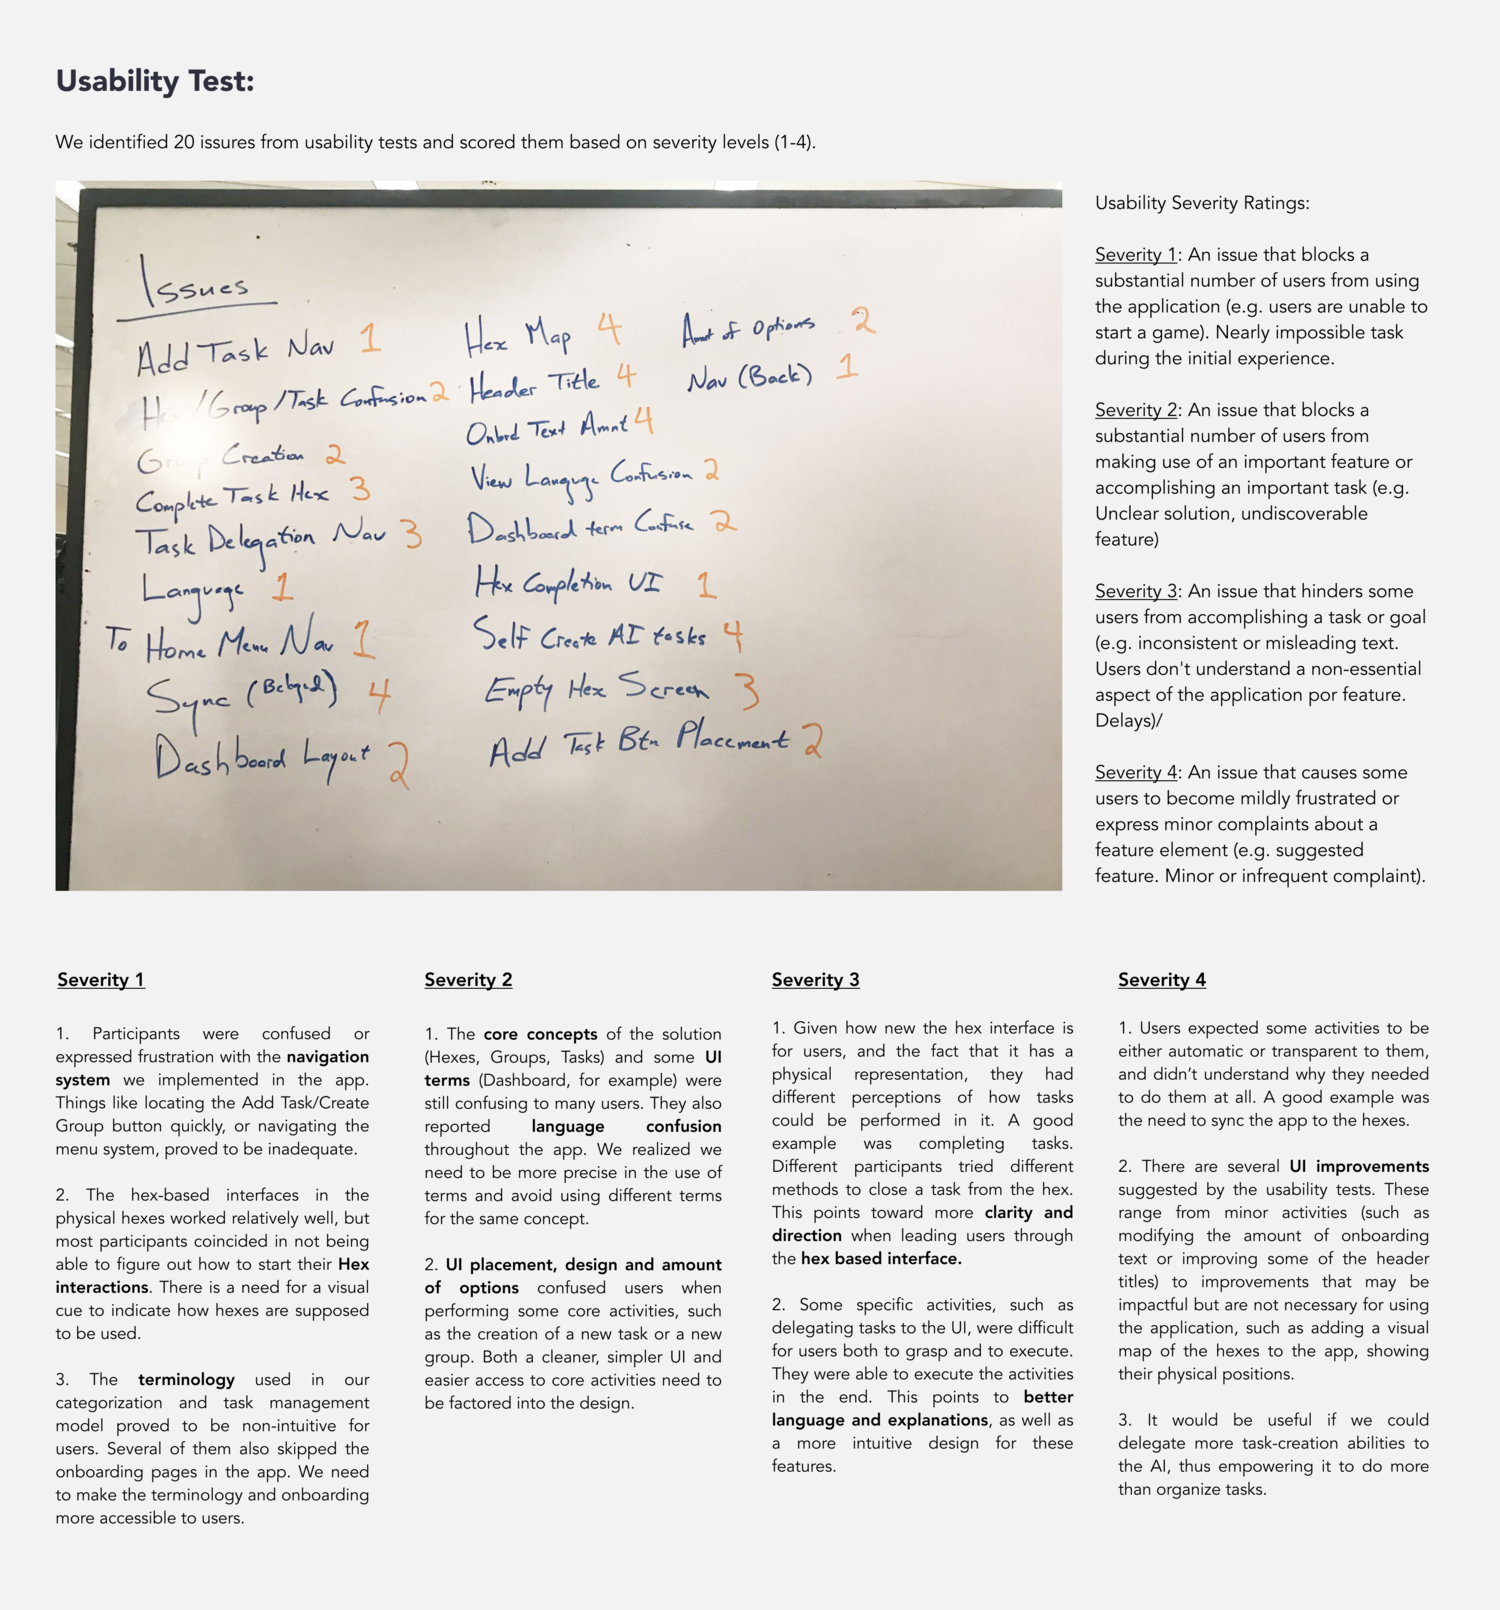 Usability Test:
We identified 20 issures from usability tests and scored them based on severity levels (1-4).
Issues
Add Task Nav 1
Hex/Group/Task Confusion 2
Group Creation 2
Complete Task Hex 3
Task Delegation Nav 3
Language 1
To Home Menu Nav 1
Sync ( ) 4
Dashboard Layout 2
Hex Map 4
Header Title 4
Onbrd Text Amnt 4
View Languge Confusion 2
Dashboard term Confuse 2
Hex Completion UI 1
Self Create AI tasks 4
Empty Hex Screen 3
Add Task Btn Placement 2
Amnt of Options 2
Nav (Back) 1
Usability Severity Ratings:
Severity 1: An issue that blocks a
substantial number of users from using
the application (e.g. users are unable to
start a game). Nearly impossible task
during the initial experience.
Severity 2: An issue that blocks a
substantial number of users from
making use of an important feature or
accomplishing an important task (e.g.
Unclear solution, undiscoverable
feature)
Severity 3: An issue that hinders some
users from accomplishing a task or goal
(e.g. inconsistent or misleading text.
Users don't understand a non-essential
aspect of the application por feature.
Delays)/
Severity 4: An issue that causes some
users to become mildly frustrated or
express minor complaints about a
feature element (e.g. suggested
feature. Minor or infrequent complaint).
Severity 1
1. Participants were confused or
expressed frustration with the navigation
system we implemented in the app.
Things like locating the Add Task/Create
Group button quickly, or navigating the
menu system, proved to be inadequate.
2. The hex-based interfaces in the
physical hexes worked relatively well, but
most participants coincided in not being
able to figure out how to start their Hex
interactions. There is a need for a visual
cue to indicate how hexes are supposed
to be used.
3. The terminology used in our
categorization and task management
model proved to be non-intuitive for
users. Several of them also skipped the
onboarding pages in the app. We need
to make the terminology and onboarding
more accessible to users.
Severity 2
1. The core concepts of the solution
(Hexes, Groups, Tasks) and some UI
terms (Dashboard, for example) were
still confusing to many users. They also
reported language confusion
throughout the app. We realized we
need to be more precise in the use of
terms and avoid using different terms
for the same concept.
2. UI placement, design and amount
of options confused users when
performing some core activities, such
as the creation of a new task or a new
group. Both a cleaner, simpler UI and
easier access to core activities need to
be factored into the design.
Severity 3
1. Given how new the hex interface is
for users, and the fact that it has a
physical representation, they had
different perceptions of how tasks
could be performed in it. A good
example was completing tasks.
Different participants tried different
methods to close a task from the hex.
This points toward more clarity and
direction when leading users through
the hex based interface.
2. Some specific activities, such as
delegating tasks to the UI, were difficult
for users both to grasp and to execute.
They were able to execute the activities
in the end. This points to better
language and explanations, as well as
a more intuitive design for these
features.
Severity 4
1. Users expected some activities to be
either automatic or transparent to them,
and didn't understand why they needed
to do them at all. A good example was
the need to sync the app to the hexes.
2. There are several UI improvements
suggested by the usability tests. These
range from minor activities (such as
modifying the amount of onboarding
text or improving some of the header
titles) to improvements that may be
impactful but are not necessary for using
the application, such as adding a visual
map of the hexes to the app, showing
their physical positions.
3. It would be useful if we could
delegate more task-creation abilities to
the AI, thus empowering it to do more
than organize tasks.